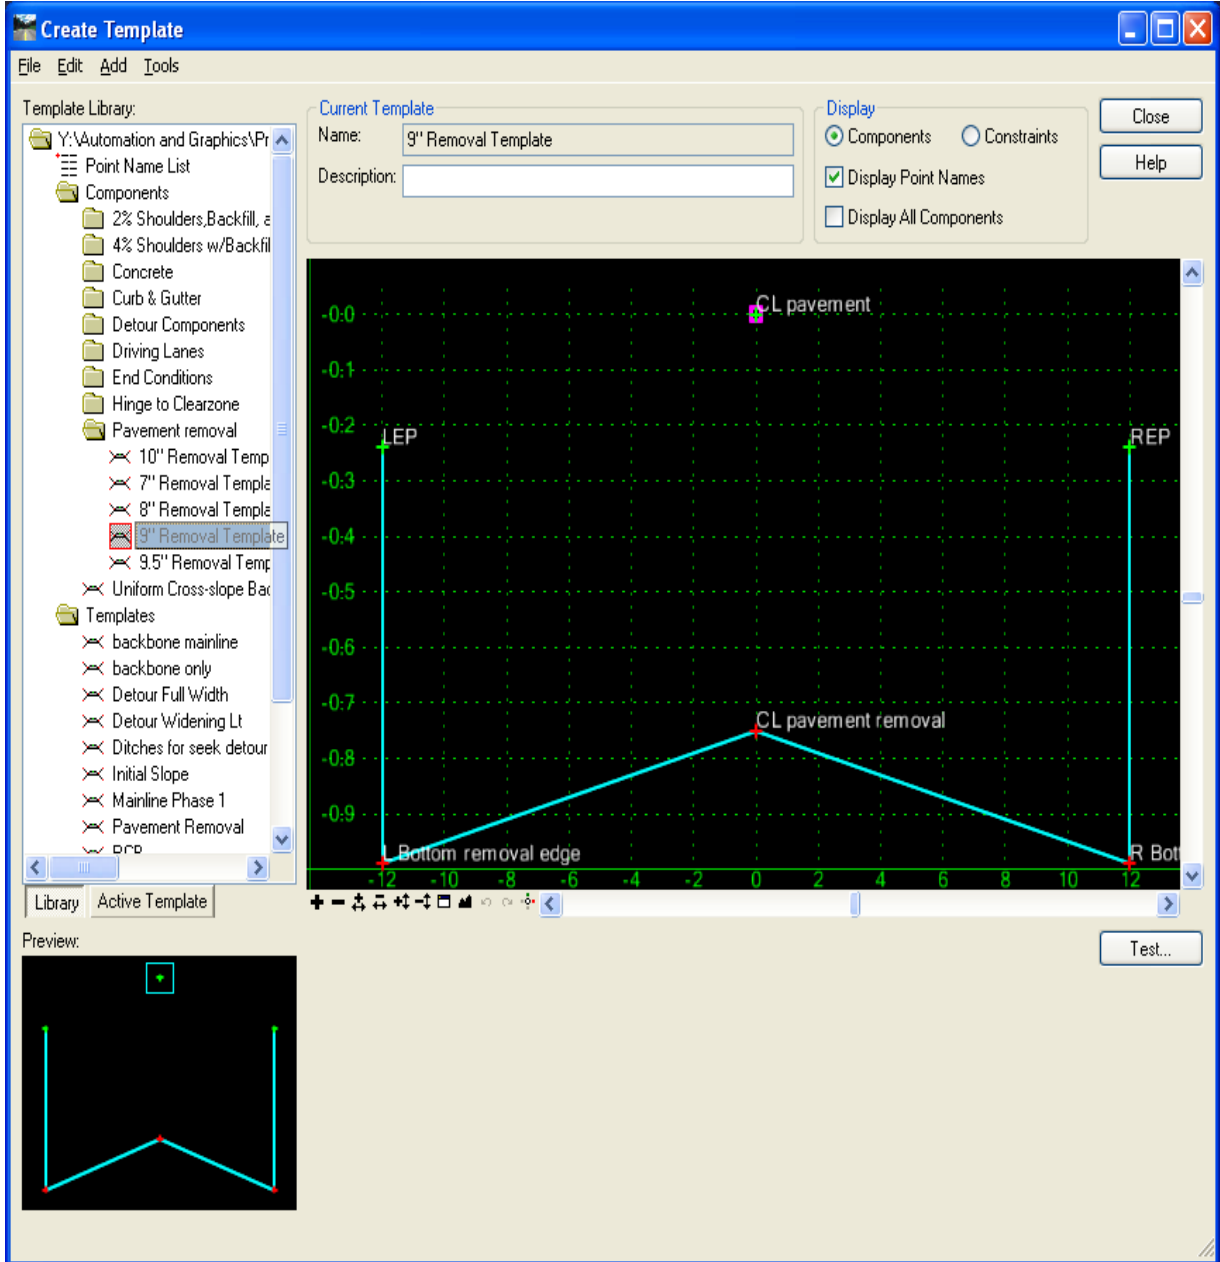 Create Template
File Edit Add Tools
Template Library:
Y:\Automation and Graphics\Pr
Point Name List
Components
2% Shoulders,Backfill, a
4% Shoulders w/Backfil
Concrete
Curb & Gutter
Detour Components
Driving Lanes
End Conditions
Hinge to Clearzone
Pavement removal
10" Removal Temp
7" Removal Templa
8" Removal Templa
9" Removal Template
9.5" Removal Temp
Uniform Cross-slope Bac
Templates
backbone mainline
backbone only
Detour Full Width
Detour Widening Lt
Ditches for seek detour
Initial Slope
Mainline Phase 1
Pavement Removal
PCP
Library Active Template
Current Template
Name: 9" Removal Template
Description:
Display
Components Constraints
Display Point Names
Display All Components
Close
Help
CL pavement
-0:0
-0:1
-0:2
LEP REP
-0:3
-0:4
-0:5
-0:6
-0:7
CL pavement removal
-0:8
-0:9
L Bottom removal edge R Bot
-12 -10 -8 -6 -4 -2 0 2 4 6 8 10 12
Preview:
Test...